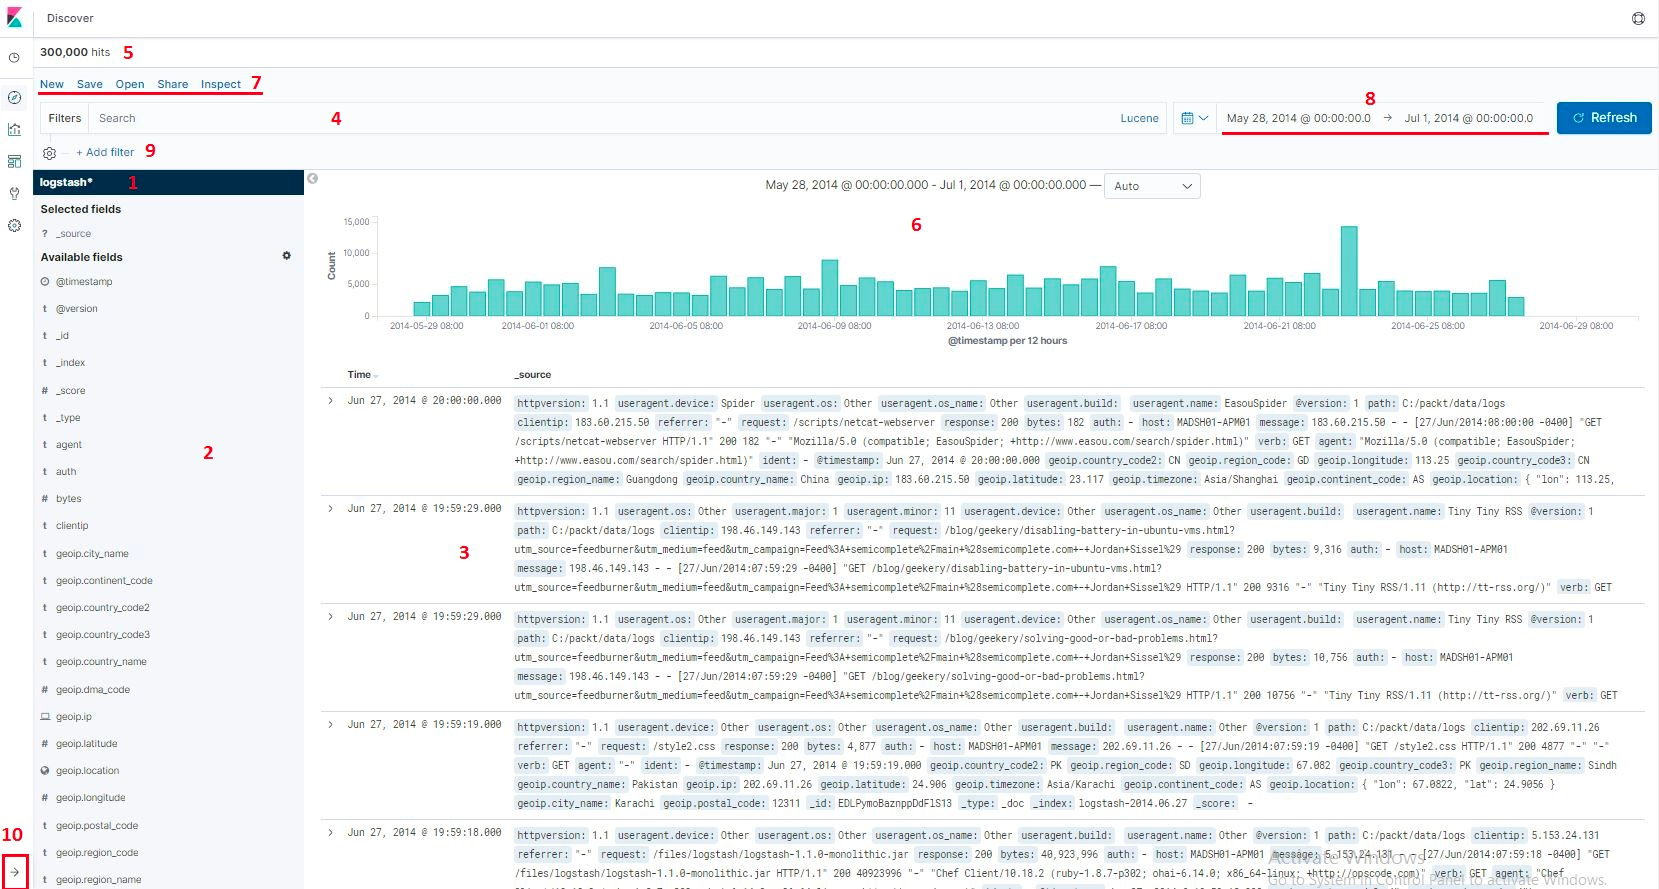 Discover
300,000 hits 5
New Save Open Share Inspect 7
Filters Search 4 Lucene May 28, 2014 @ 00:00:00.0 → Jul 1, 2014 @ 00:00:00.0 8 Refresh
+ Add filter 9
logstash* 1
Selected fields
? _source
Available fields
@timestamp
t @version
t _id
t _index
# _score
t _type
t agent
t auth
2
# bytes
t clientip
t geoip.city_name
t geoip.continent_code
t geoip.country_code2
t geoip.country_code3
t geoip.country_name
# geoip.dma_code
geoip.ip
# geoip.latitude
geoip.location
# geoip.longitude
t geoip.postal_code
t geoip.region_code
t geoip.region_name
10
May 28, 2014 @ 00:00:00.000 - Jul 1, 2014 @ 00:00:00.000 — Auto
6
Count
15,000
10,000
5,000
0
2014-05-29 08:00 2014-06-01 08:00 2014-06-05 08:00 2014-06-09 08:00 2014-06-13 08:00 2014-06-17 08:00 2014-06-21 08:00 2014-06-25 08:00 2014-06-29 08:00
@timestamp per 12 hours
Time _source
Jun 27, 2014 @ 20:00:00.000 httpversion: 1.1 useragent.device: Spider useragent.os: Other useragent.os_name: Other useragent.build: useragent.name: EasouSpider @version: 1 path: C:/packt/data/logs
clientip: 183.60.215.50 referrer: "-" request: /scripts/netcat-webserver response: 200 bytes: 182 auth: - host: MADSH01-APM01 message: 183.60.215.50 - - [27/Jun/2014:08:00:00 -0400] "GET
/scripts/netcat-webserver HTTP/1.1" 200 182 "-" "Mozilla/5.0 (compatible; EasouSpider; +http://www.easou.com/search/spider.html)" verb: GET agent: "Mozilla/5.0 (compatible; EasouSpider;
+http://www.easou.com/search/spider.html)" ident: - @timestamp: Jun 27, 2014 @ 20:00:00.000 geoip.country_code2: CN geoip.region_code: GD geoip.longitude: 113.25 geoip.country_code3: CN
geoip.region_name: Guangdong geoip.country_name: China geoip.ip: 183.60.215.50 geoip.latitude: 23.117 geoip.timezone: Asia/Shanghai geoip.continent_code: AS geoip.location: { "lon": 113.25,
Jun 27, 2014 @ 19:59:29.000 httpversion: 1.1 useragent.os: Other useragent.major: 1 useragent.minor: 11 useragent.device: Other useragent.os_name: Other useragent.build: useragent.name: Tiny Tiny RSS @version: 1
path: C:/packt/data/logs clientip: 198.46.149.143 referrer: "-" request: /blog/geekery/disabling-battery-in-ubuntu-vms.html?
3 utm_source=feedburner&utm_medium=feed&utm_campaign=Feed%3A+semicomplete%2Fmain+%28semicomplete.com+-+Jordan+Sissel%29 response: 200 bytes: 9,316 auth: - host: MADSH01-APM01
message: 198.46.149.143 - - [27/Jun/2014:07:59:29 -0400] "GET /blog/geekery/disabling-battery-in-ubuntu-vms.html?
utm_source=feedburner&utm_medium=feed&utm_campaign=Feed%3A+semicomplete%2Fmain+%28semicomplete.com+-+Jordan+Sissel%29 HTTP/1.1" 200 9316 "-" "Tiny Tiny RSS/1.11 (http://tt-rss.org/)" verb: GET
Jun 27, 2014 @ 19:59:29.000 httpversion: 1.1 useragent.os: Other useragent.major: 1 useragent.minor: 11 useragent.device: Other useragent.os_name: Other useragent.build: useragent.name: Tiny Tiny RSS @version: 1
path: C:/packt/data/logs clientip: 198.46.149.143 referrer: "-" request: /blog/geekery/solving-good-or-bad-problems.html?
utm_source=feedburner&utm_medium=feed&utm_campaign=Feed%3A+semicomplete%2Fmain+%28semicomplete.com+-+Jordan+Sissel%29 response: 200 bytes: 10,756 auth: - host: MADSH01-APM01
message: 198.46.149.143 - - [27/Jun/2014:07:59:29 -0400] "GET /blog/geekery/solving-good-or-bad-problems.html?
utm_source=feedburner&utm_medium=feed&utm_campaign=Feed%3A+semicomplete%2Fmain+%28semicomplete.com+-+Jordan+Sissel%29 HTTP/1.1" 200 10756 "-" "Tiny Tiny RSS/1.11 (http://tt-rss.org/)" verb: GET
Jun 27, 2014 @ 19:59:19.000 httpversion: 1.1 useragent.device: Other useragent.os: Other useragent.os_name: Other useragent.build: useragent.name: Other @version: 1 path: C:/packt/data/logs clientip: 202.69.11.26
referrer: "-" request: /style2.css response: 200 bytes: 4,877 auth: - host: MADSH01-APM01 message: 202.69.11.26 - - [27/Jun/2014:07:59:19 -0400] "GET /style2.css HTTP/1.1" 200 4877 "-" "-"
verb: GET agent: "-" ident: - @timestamp: Jun 27, 2014 @ 19:59:19.000 geoip.country_code2: PK geoip.region_code: SD geoip.longitude: 67.082 geoip.country_code3: PK geoip.region_name: Sindh
geoip.country_name: Pakistan geoip.ip: 202.69.11.26 geoip.latitude: 24.906 geoip.timezone: Asia/Karachi geoip.continent_code: AS geoip.location: { "lon": 67.0822, "lat": 24.9056 }
geoip.city_name: Karachi geoip.postal_code: 12311 _id: EDLPymoBaznppDdFlS13 _type: _doc _index: logstash-2014.06.27 _score: -
Jun 27, 2014 @ 19:59:18.000 httpversion: 1.1 useragent.device: Other useragent.os: Other useragent.os_name: Other useragent.build: useragent.name: Other @version: 1 path: C:/packt/data/logs clientip: 5.153.24.131
referrer: "-" request: /files/logstash/logstash-1.1.0-monolithic.jar response: 200 bytes: 40,923,996 auth: - host: MADSH01-APM01 message: 5.153.24.131 - - [27/Jun/2014:07:59:18 -0400] "GET
/files/logstash/logstash-1.1.0-monolithic.jar HTTP/1.1" 200 40923996 "-" "Chef Client/10.18.2 (ruby-1.8.7-p302; ohai-6.14.0; x86_64-linux; +http://opscode.com)" verb: GET agent: "Chef
Activate Windows
Go to System in Control Panel to activate Windows.